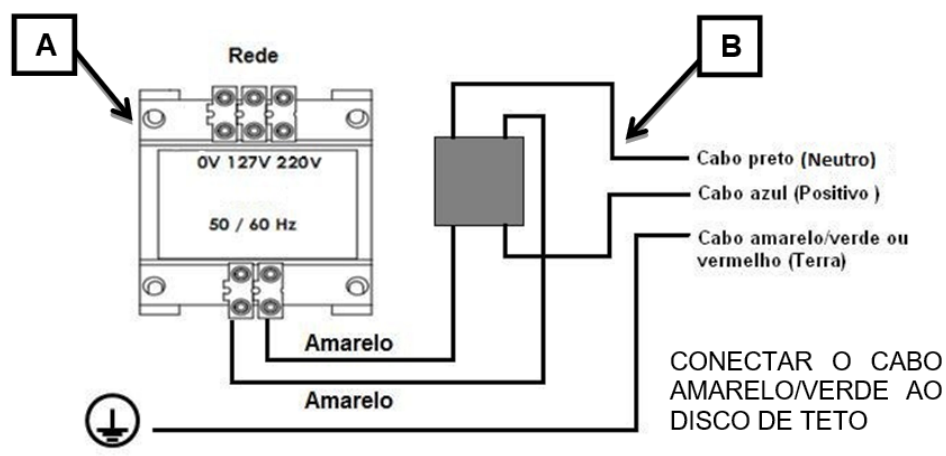 A
B
Rede
0V 127V 220V
50 / 60 Hz
Cabo preto (Neutro)
Cabo azul (Positivo )
Cabo amarelo/verde ou
vermelho (Terra)
Amarelo
Amarelo
CONECTAR O CABO
AMARELO/VERDE AO
DISCO DE TETO